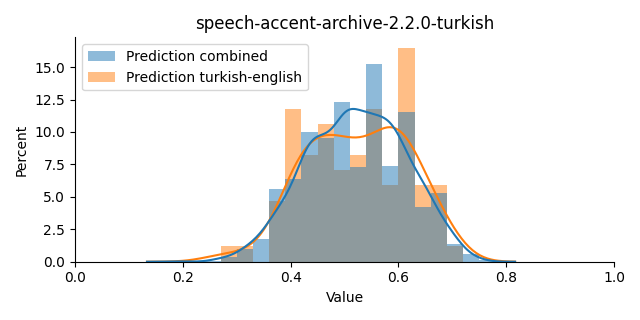 speech-accent-archive-2.2.0-turkish
Prediction combined
Prediction turkish-english
Percent
15.0
12.5
10.0
7.5
5.0
2.5
0.0
0.0 0.2 0.4 0.6 0.8 1.0
Value